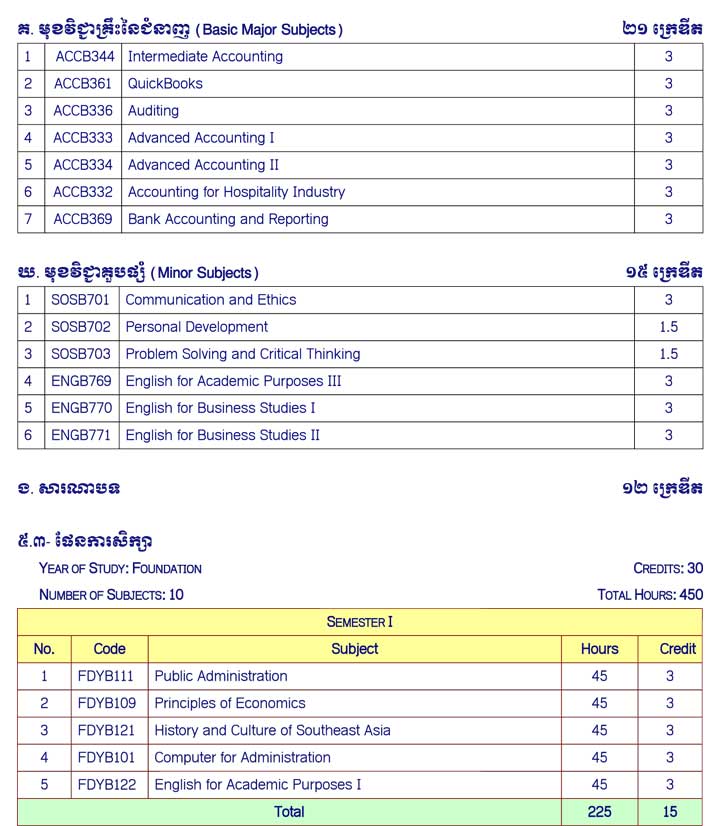 គ. មុខវិជ្ជាគ្រឹះនៃជំនាញ (Basic Major Subjects) ២១ ក្រេឌីត
1 ACCB344 Intermediate Accounting 3
2 ACCB361 QuickBooks 3
3 ACCB336 Auditing 3
4 ACCB333 Advanced Accounting I 3
5 ACCB334 Advanced Accounting II 3
6 ACCB332 Accounting for Hospitality Industry 3
7 ACCB369 Bank Accounting and Reporting 3
ឃ. មុខវិជ្ជាគួបផ្សំ (Minor Subjects) ១៥ ក្រេឌីត
1 SOSB701 Communication and Ethics 3
2 SOSB702 Personal Development 1.5
3 SOSB703 Problem Solving and Critical Thinking 1.5
4 ENGB769 English for Academic Purposes III 3
5 ENGB770 English for Business Studies I 3
6 ENGB771 English for Business Studies II 3
ង. សារណាបទ ១២ ក្រេឌីត
៥.៣- ផែនការសិក្សា
YEAR OF STUDY: FOUNDATION CREDITS: 30
NUMBER OF SUBJECTS: 10 TOTAL HOURS: 450
SEMESTER I
No. Code Subject Hours Credit
1 FDYB111 Public Administration 45 3
2 FDYB109 Principles of Economics 45 3
3 FDYB121 History and Culture of Southeast Asia 45 3
4 FDYB101 Computer for Administration 45 3
5 FDYB122 English for Academic Purposes I 45 3
Total 225 15